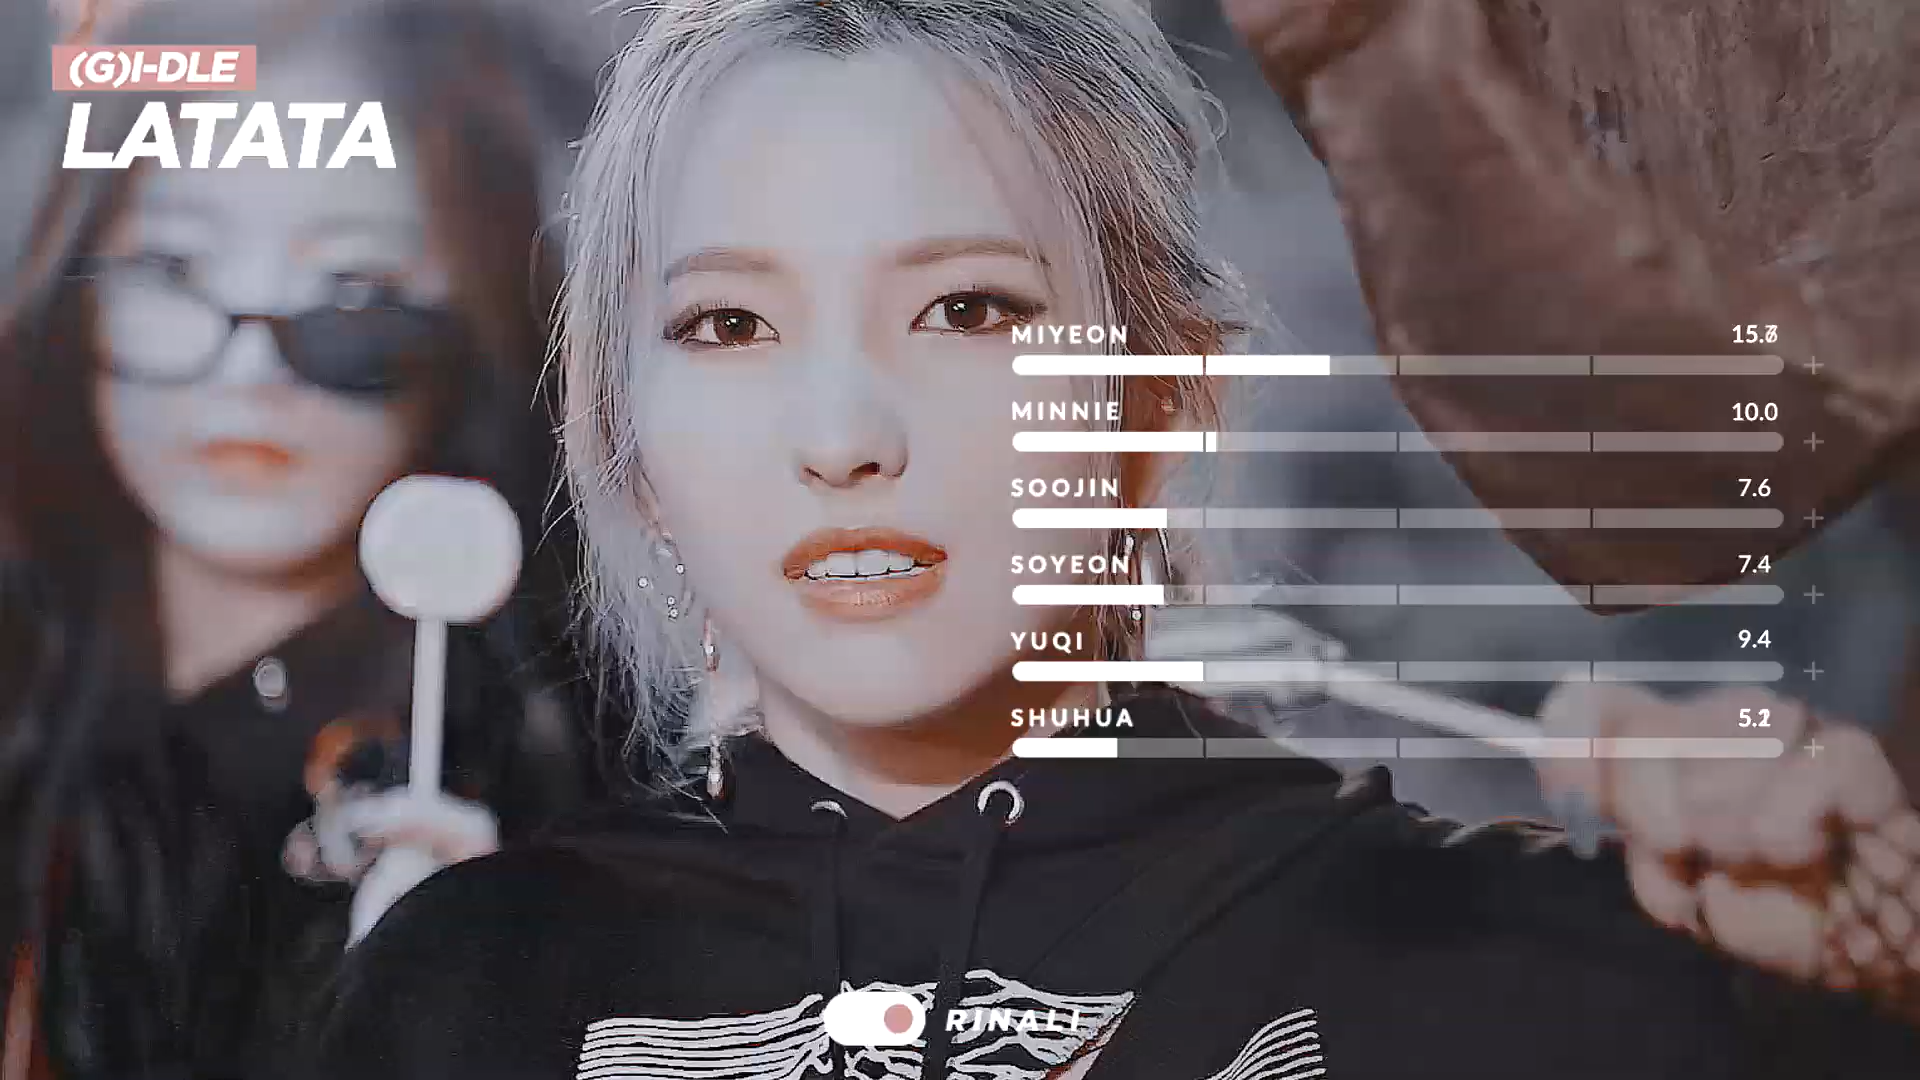 (G)I-DLE
LATATA
MIYEON
MINNIE 10.0
SOOJIN 7.6
SOYEON 7.4
YUQI 9.4
SHUHUA
RINALI